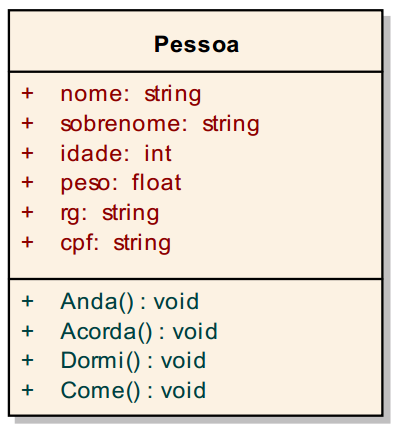 Pessoa
+ nome: string
+ sobrenome: string
+ idade: int
+ peso: float
+ rg: string
+ cpf: string
+ Anda() : void
+ Acorda() : void
+ Dormi() : void
+ Come() : void